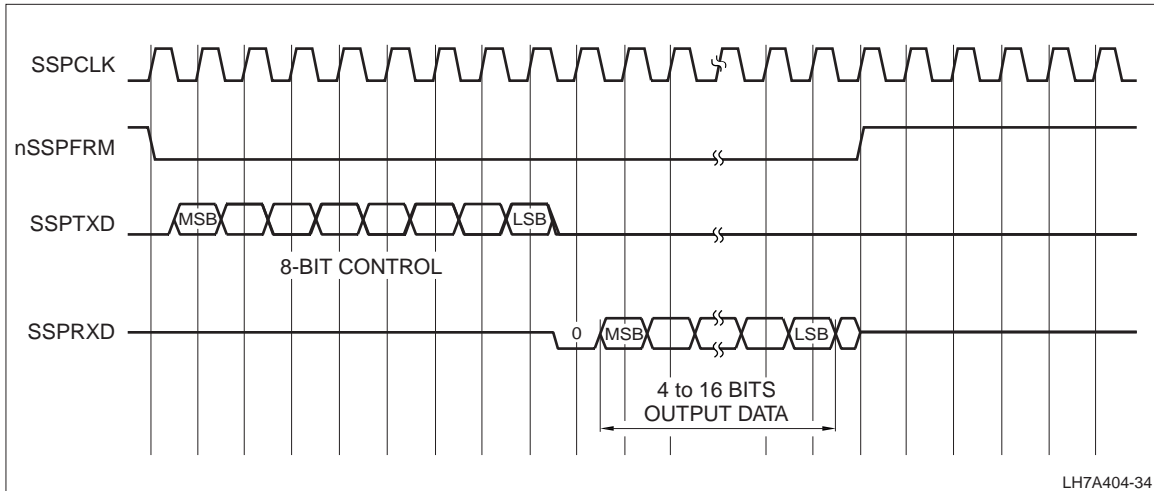 SSPCLK
nSSPFRM
SSPTXD
MSB
LSB
8-BIT CONTROL
SSPRXD
0
MSB
LSB
4 to 16 BITS
OUTPUT DATA
LH7A404-34